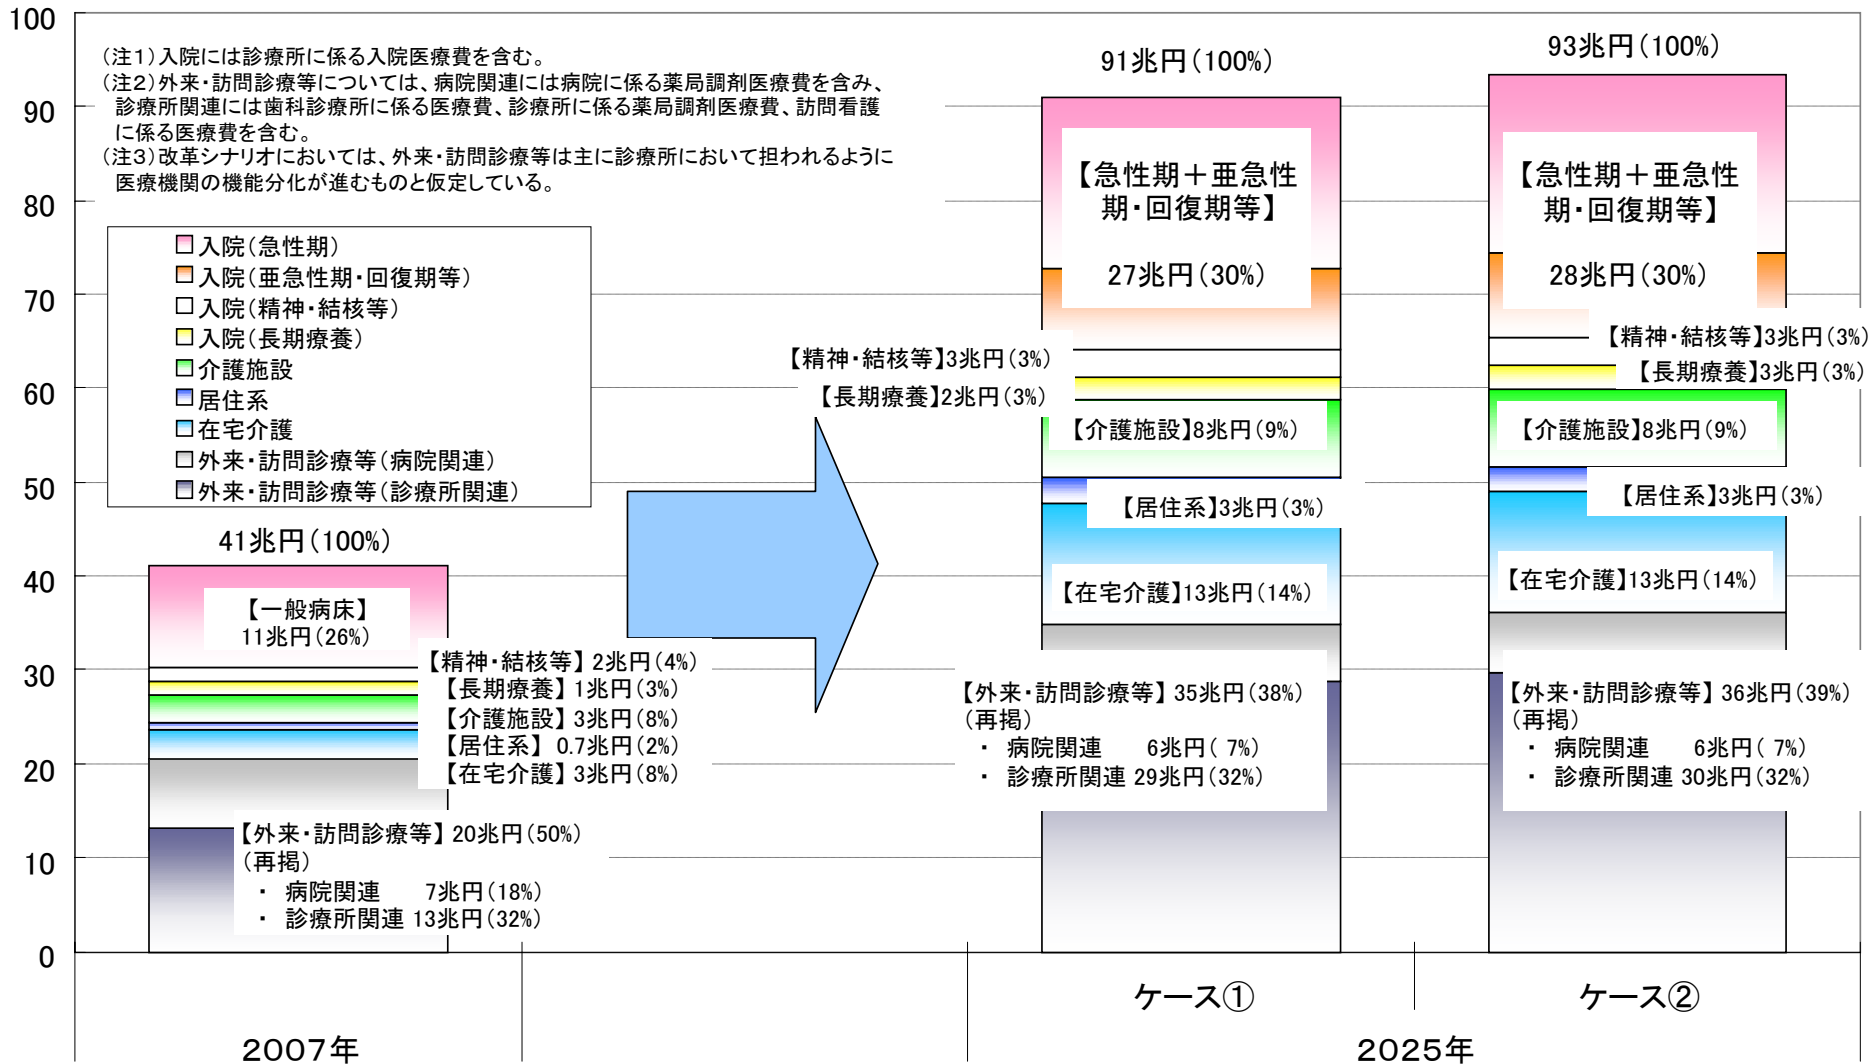 100
90
80
70
60
50
40
30
20
10
0
(注1)入院には診療所に係る入院医療費を含む。
(注2)外来・訪問診療等については、病院関連には病院に係る薬局調剤医療費を含み、
診療所関連には歯科診療所に係る医療費、診療所に係る薬局調剤医療費、訪問看護
に係る医療費を含む。
(注3)改革シナリオにおいては、外来・訪問診療等は主に診療所において担われるように
医療機関の機能分化が進むものと仮定している。
入院(急性期)
入院(亜急性期・回復期等)
入院(精神・結核等)
入院(長期療養)
介護施設
居住系
在宅介護
外来・訪問診療等(病院関連)
外来・訪問診療等(診療所関連)
41兆円(100%)
【一般病床】
11兆円(26%)
【精神・結核等】 2兆円(4%)
【長期療養】 1兆円(3%)
【介護施設】 3兆円(8%)
【居住系】 0.7兆円(2%)
【在宅介護】 3兆円(8%)
【外来・訪問診療等】 20兆円(50%)
(再掲)
・ 病院関連 7兆円(18%)
・ 診療所関連 13兆円(32%)
91兆円(100%)
【急性期+亜急性
期・回復期等】
27兆円(30%)
【精神・結核等】3兆円(3%)
【長期療養】2兆円(3%)
【介護施設】8兆円(9%)
【居住系】3兆円(3%)
【在宅介護】13兆円(14%)
【外来・訪問診療等】 35兆円(38%)
(再掲)
・ 病院関連 6兆円( 7%)
・ 診療所関連 29兆円(32%)
93兆円(100%)
【急性期+亜急性
期・回復期等】
28兆円(30%)
【精神・結核等】3兆円(3%)
【長期療養】3兆円(3%)
【介護施設】8兆円(9%)
【居住系】3兆円(3%)
【在宅介護】13兆円(14%)
【外来・訪問診療等】 36兆円(39%)
(再掲)
・ 病院関連 6兆円( 7%)
・ 診療所関連 30兆円(32%)
ケース①
ケース②
2007年
2025年